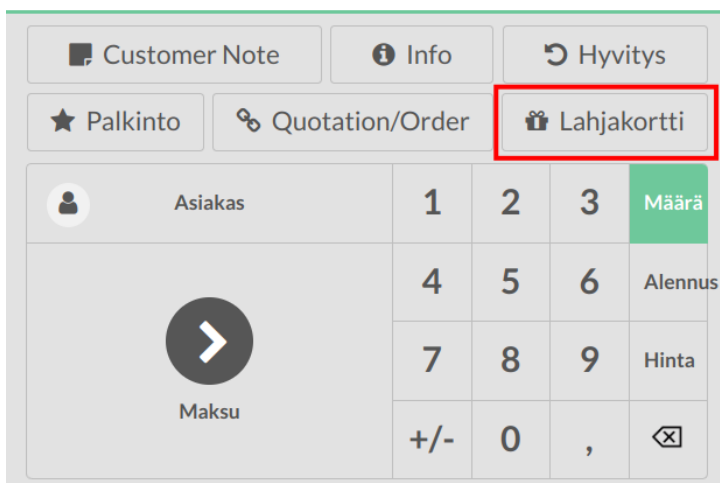 Customer Note Info Hyvitys
Palkinto Quotation/Order Lahjakortti
Asiakas 1 2 3 Määrä
4 5 6 Alennus
7 8 9 Hinta
Maksu
+/- 0 ,